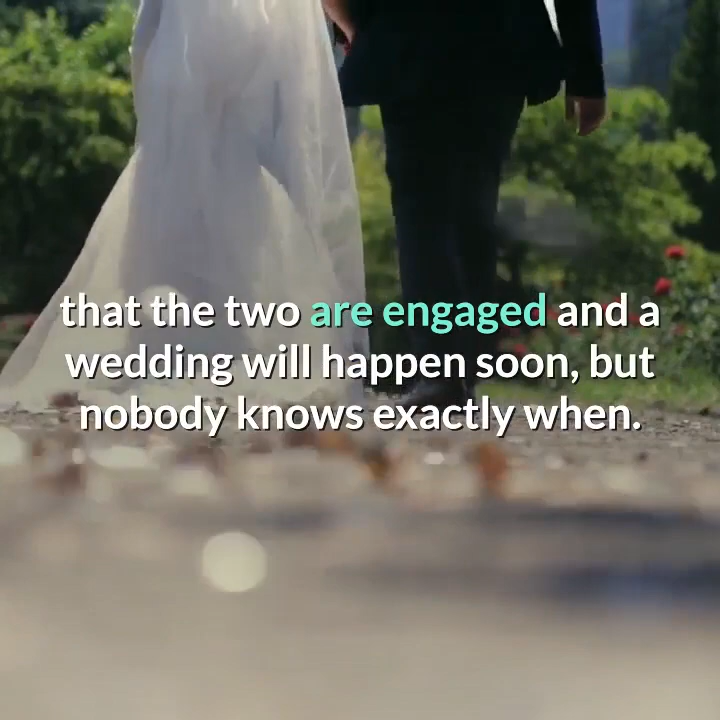 that the two are engaged and a
wedding will happen soon, but
nobody knows exactly when.